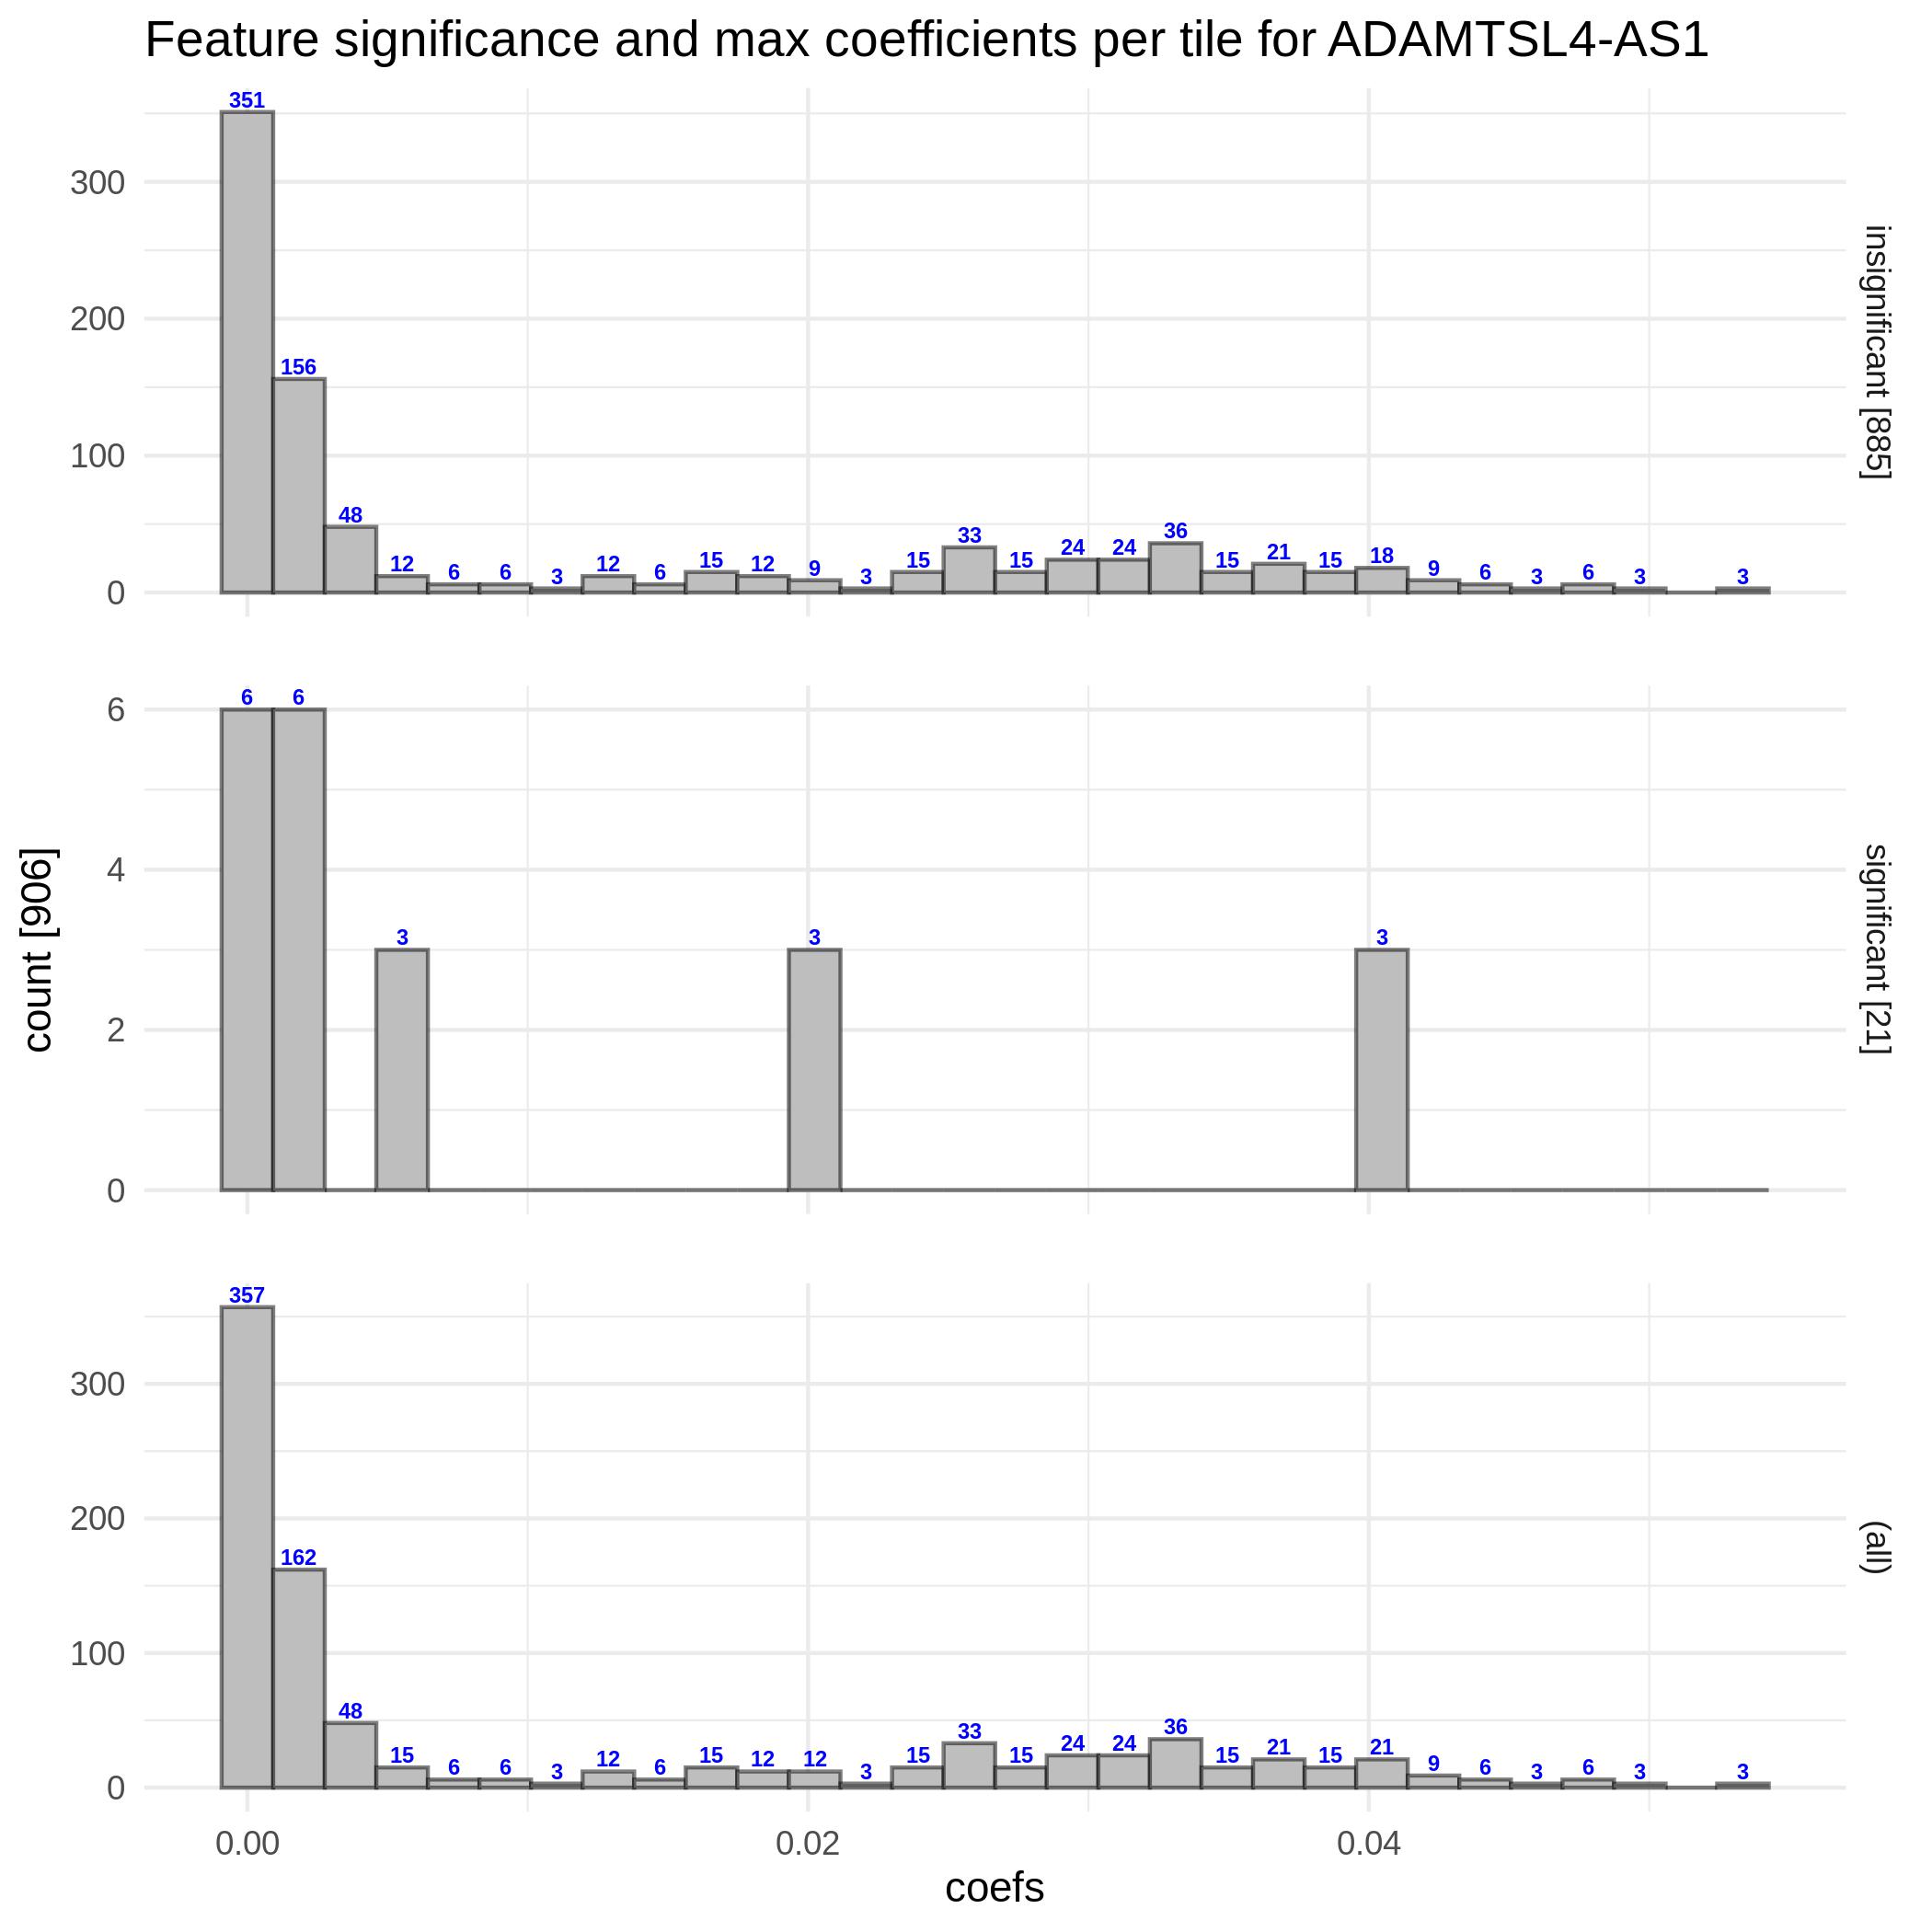 Feature significance and max coefficients per tile for ADAMTSL4-AS1
count [906]
insignificant [885]
300
200
100
0
351 156 48 12 6 6 3 12 6 15 12 9 3 15 33 15 24 24 36 15 21 15 18 9 6 3 6 3 3
significant [21]
6
4
2
0
6 6 3 3 3
(all)
300
200
100
0
357 162 48 15 6 6 3 12 6 15 12 12 3 15 33 15 24 24 36 15 21 15 21 9 6 3 6 3 3
0.00 0.02 0.04
coefs